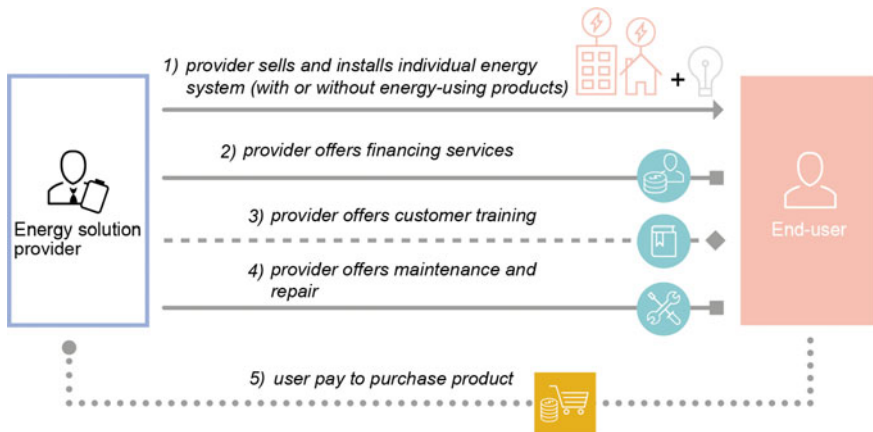 1) provider sells and installs individual energy
system (with or without energy-using products)
+
2) provider offers financing services
3) provider offers customer training
4) provider offers maintenance and
repair
Energy solution
provider
End-user
5) user pay to purchase product